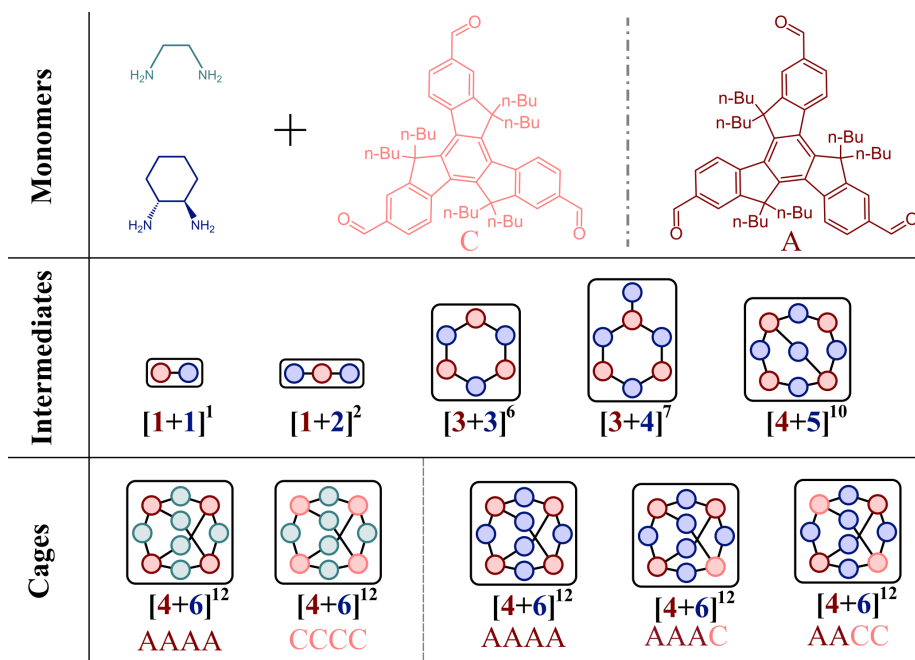 Monomers
H₂N NH₂
H₂N NH₂
+
O
n-Bu
n-Bu
n-Bu
n-Bu
n-Bu n-Bu
O
O
C
O
n-Bu
n-Bu
n-Bu
n-Bu
n-Bu n-Bu
O
O
A
Intermediates
[1+1]¹
[1+2]²
[3+3]⁶
[3+4]⁷
[4+5]¹⁰
Cages
[4+6]¹²
AAAA
[4+6]¹²
CCCC
[4+6]¹²
AAAA
[4+6]¹²
AAAC
[4+6]¹²
AACC